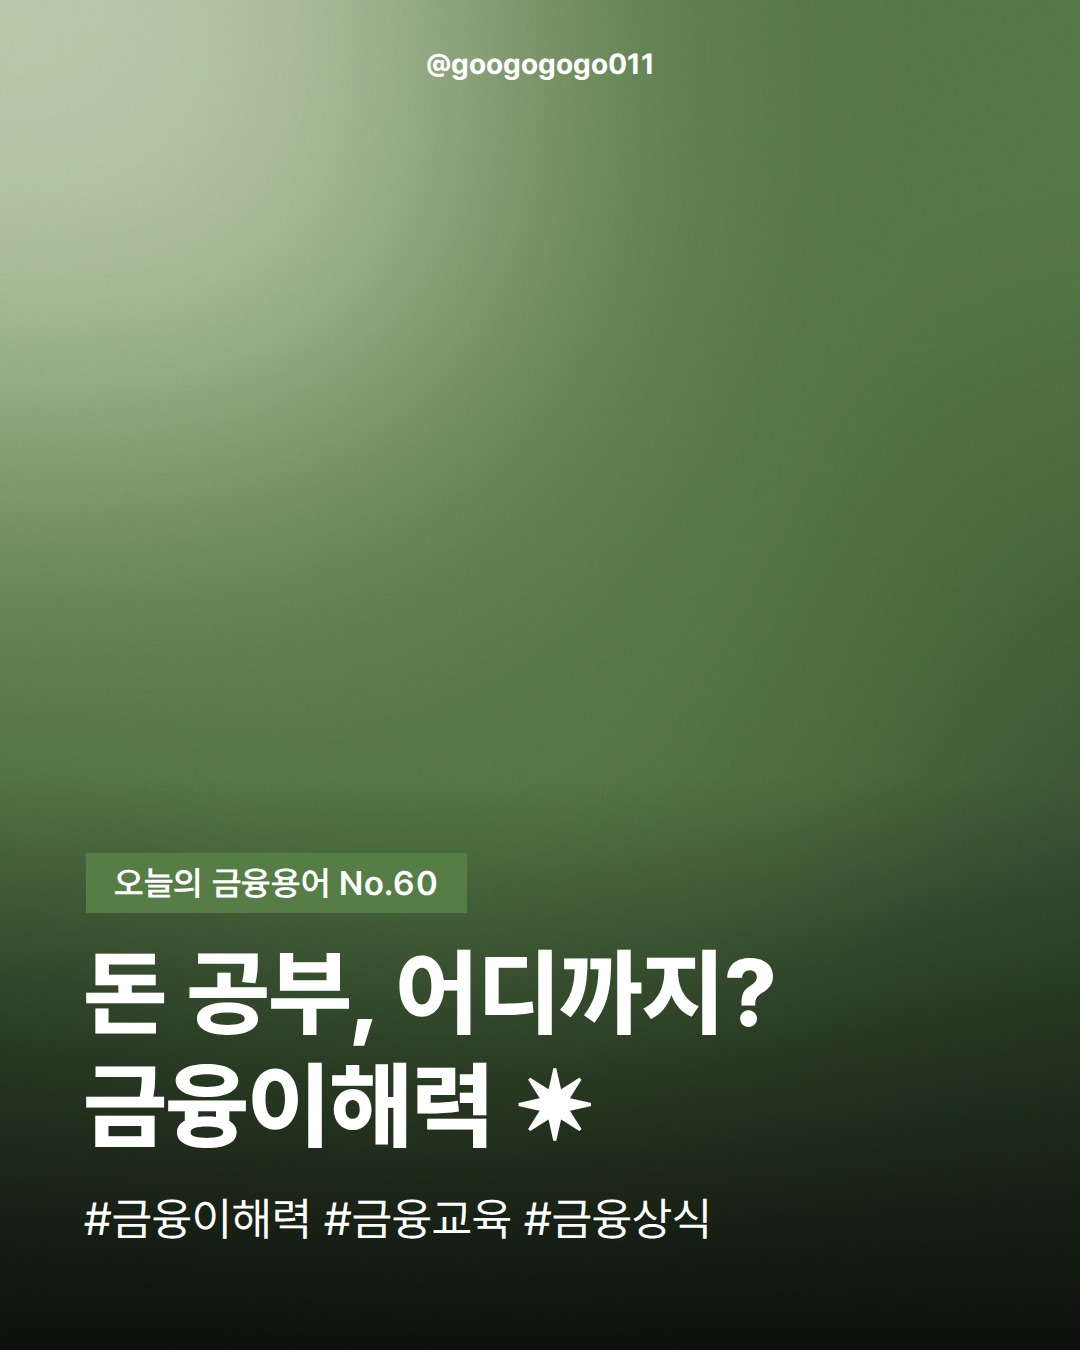 @googogogo011
오늘의 금융용어 No.60
돈 공부, 어디까지?
금융이해력 ✷
#금융이해력 #금융교육 #금융상식